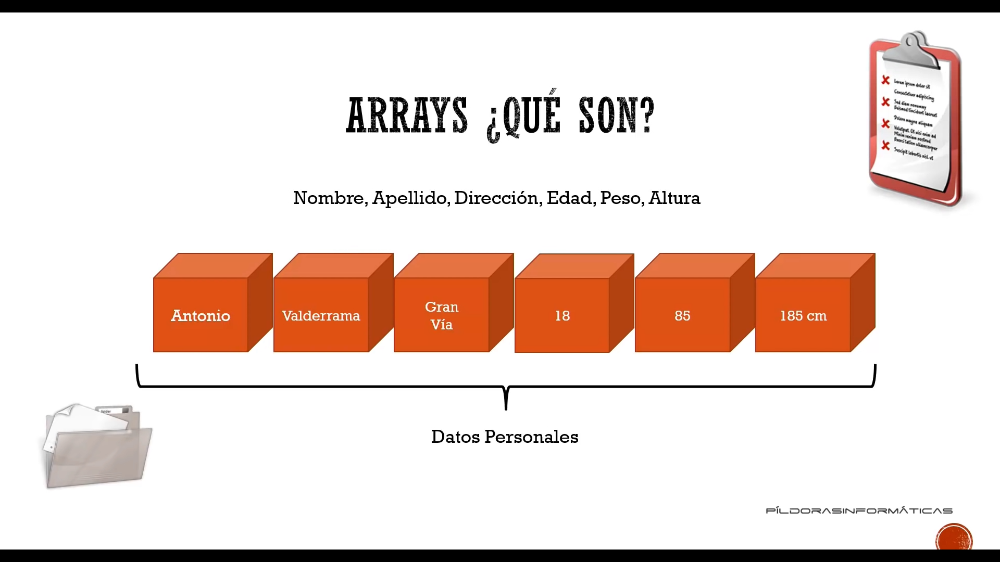 ARRAYS ¿QUÉ SON?
Lorem ipsum dolor sit
Consectetuer adipiscing
Sed diam nonummy
Euismod tincidunt laoreet
Dolore magna aliquam
Volutpat. Ut wisi enim ad
Minim veniam nostrud
Exerci tation ullamcorper
Suscipit lobortis nisl ut
Nombre, Apellido, Dirección, Edad, Peso, Altura
Antonio
Valderrama
Gran
Vía
18
85
185 cm
folder
Datos Personales
PÍLDORASINFORMÁTICAS